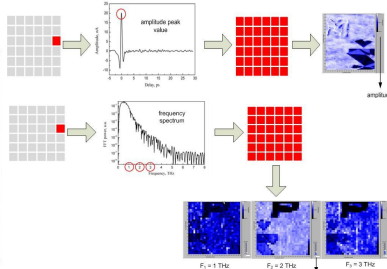 amplitude peak
value
Amplitude, a.u.
Delay, ps
amplitud
frequency
spectrum
FFT power, a.u.
Frequency, THz
F₁ = 1 THz
F₂ = 2 THz
F₃ = 3 THz